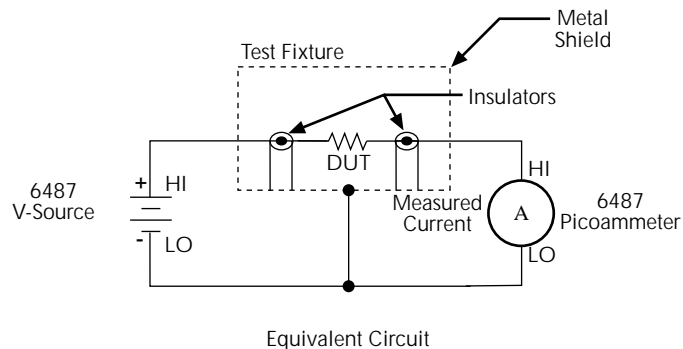 Metal
Shield
Test Fixture
Insulators
DUT
+ HI
HI
6487
V-Source
Measured
Current
A
6487
Picoammeter
- LO
LO
Equivalent Circuit